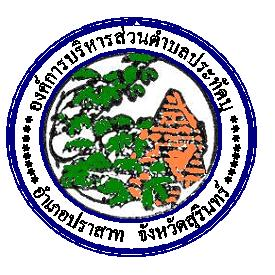 องค์การบริหารส่วนตำบลประทัดบุ
อำเภอปราสาท จังหวัดสุรินทร์